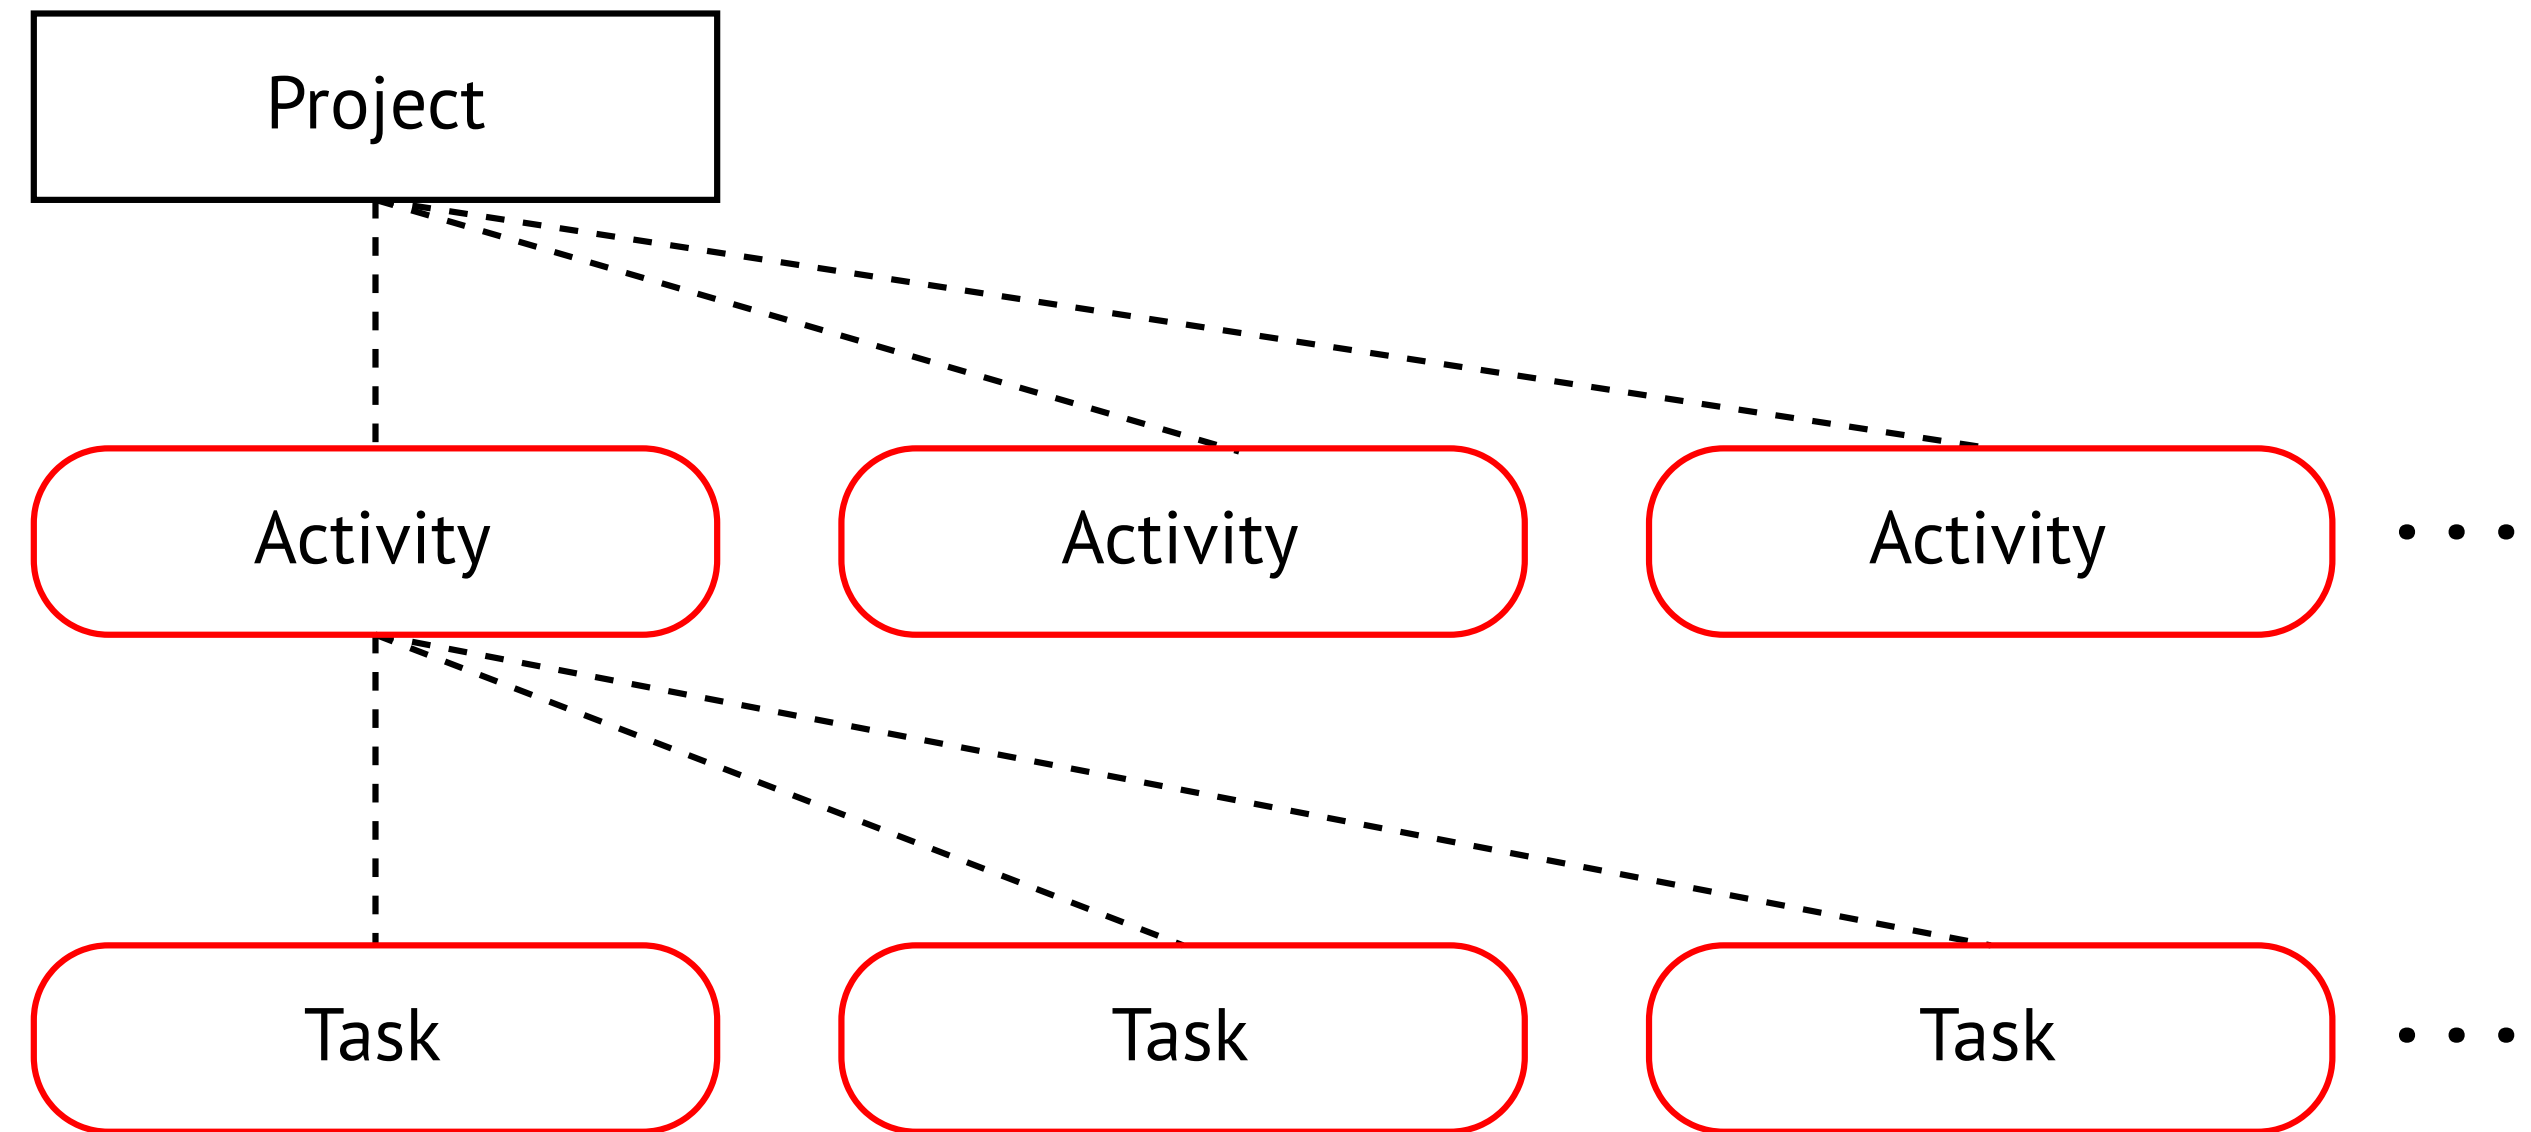 Project
Activity Activity Activity . . .
Task Task Task . . .